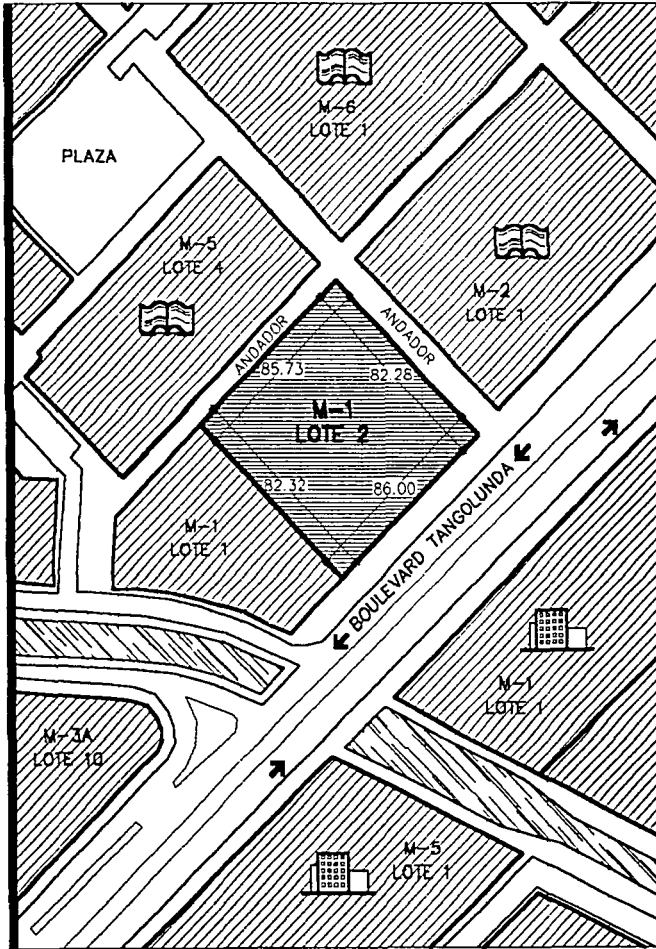 M-6
LOTE 1
PLAZA
M-5
LOTE 4
M-2
LOTE 1
ANDADOR
ANDADOR
85.73
82.28
M-1
LOTE 2
82.32
86.00
M-1
LOTE 1
BOULEVARD TANGOLUNDA
M-1
LOTE 1
M-3A
LOTE 10
M-5
LOTE 1